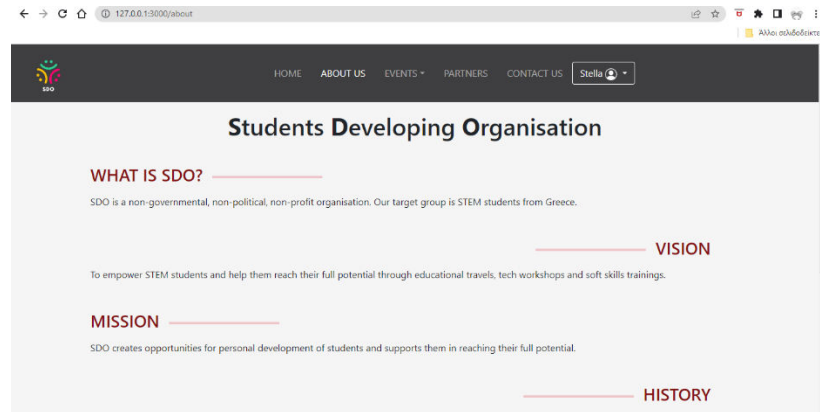 127.0.0.1:3000/about
Άλλοι σελιδοδείκτε
SDO
HOME ABOUT US EVENTS PARTNERS CONTACT US Stella
Students Developing Organisation
WHAT IS SDO?
SDO is a non-governmental, non-political, non-profit organisation. Our target group is STEM students from Greece.
VISION
To empower STEM students and help them reach their full potential through educational travels, tech workshops and soft skills trainings.
MISSION
SDO creates opportunities for personal development of students and supports them in reaching their full potential.
HISTORY